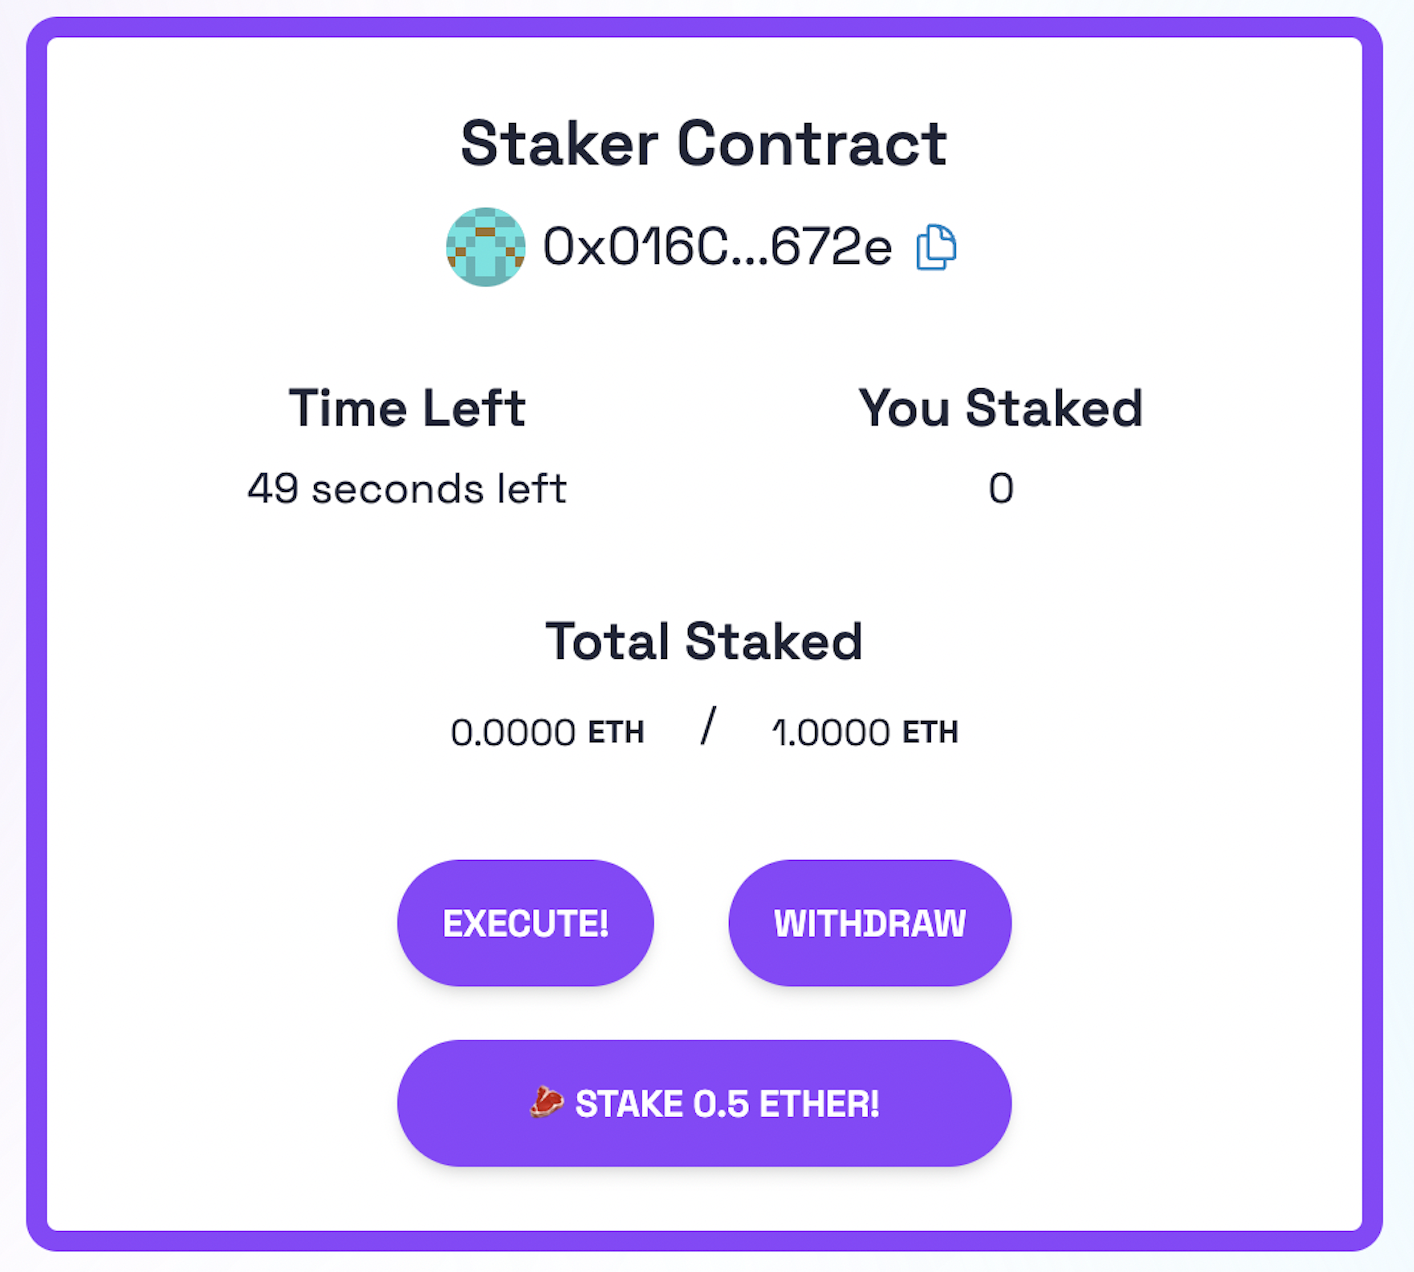 Staker Contract
0x016C...672e
Time Left
You Staked
49 seconds left
0
Total Staked
0.0000 ETH / 1.0000 ETH
EXECUTE!
WITHDRAW
🥩 STAKE 0.5 ETHER!